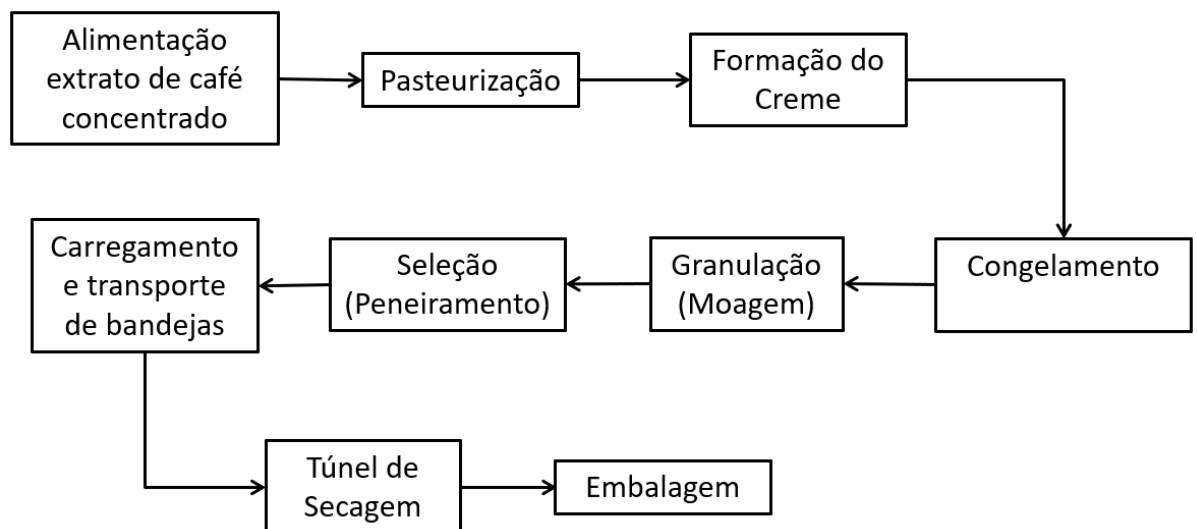 Alimentação
extrato de café
concentrado
Pasteurização
Formação do
Creme
Congelamento
Granulação
(Moagem)
Seleção
(Peneiramento)
Carregamento
e transporte
de bandejas
Túnel de
Secagem
Embalagem